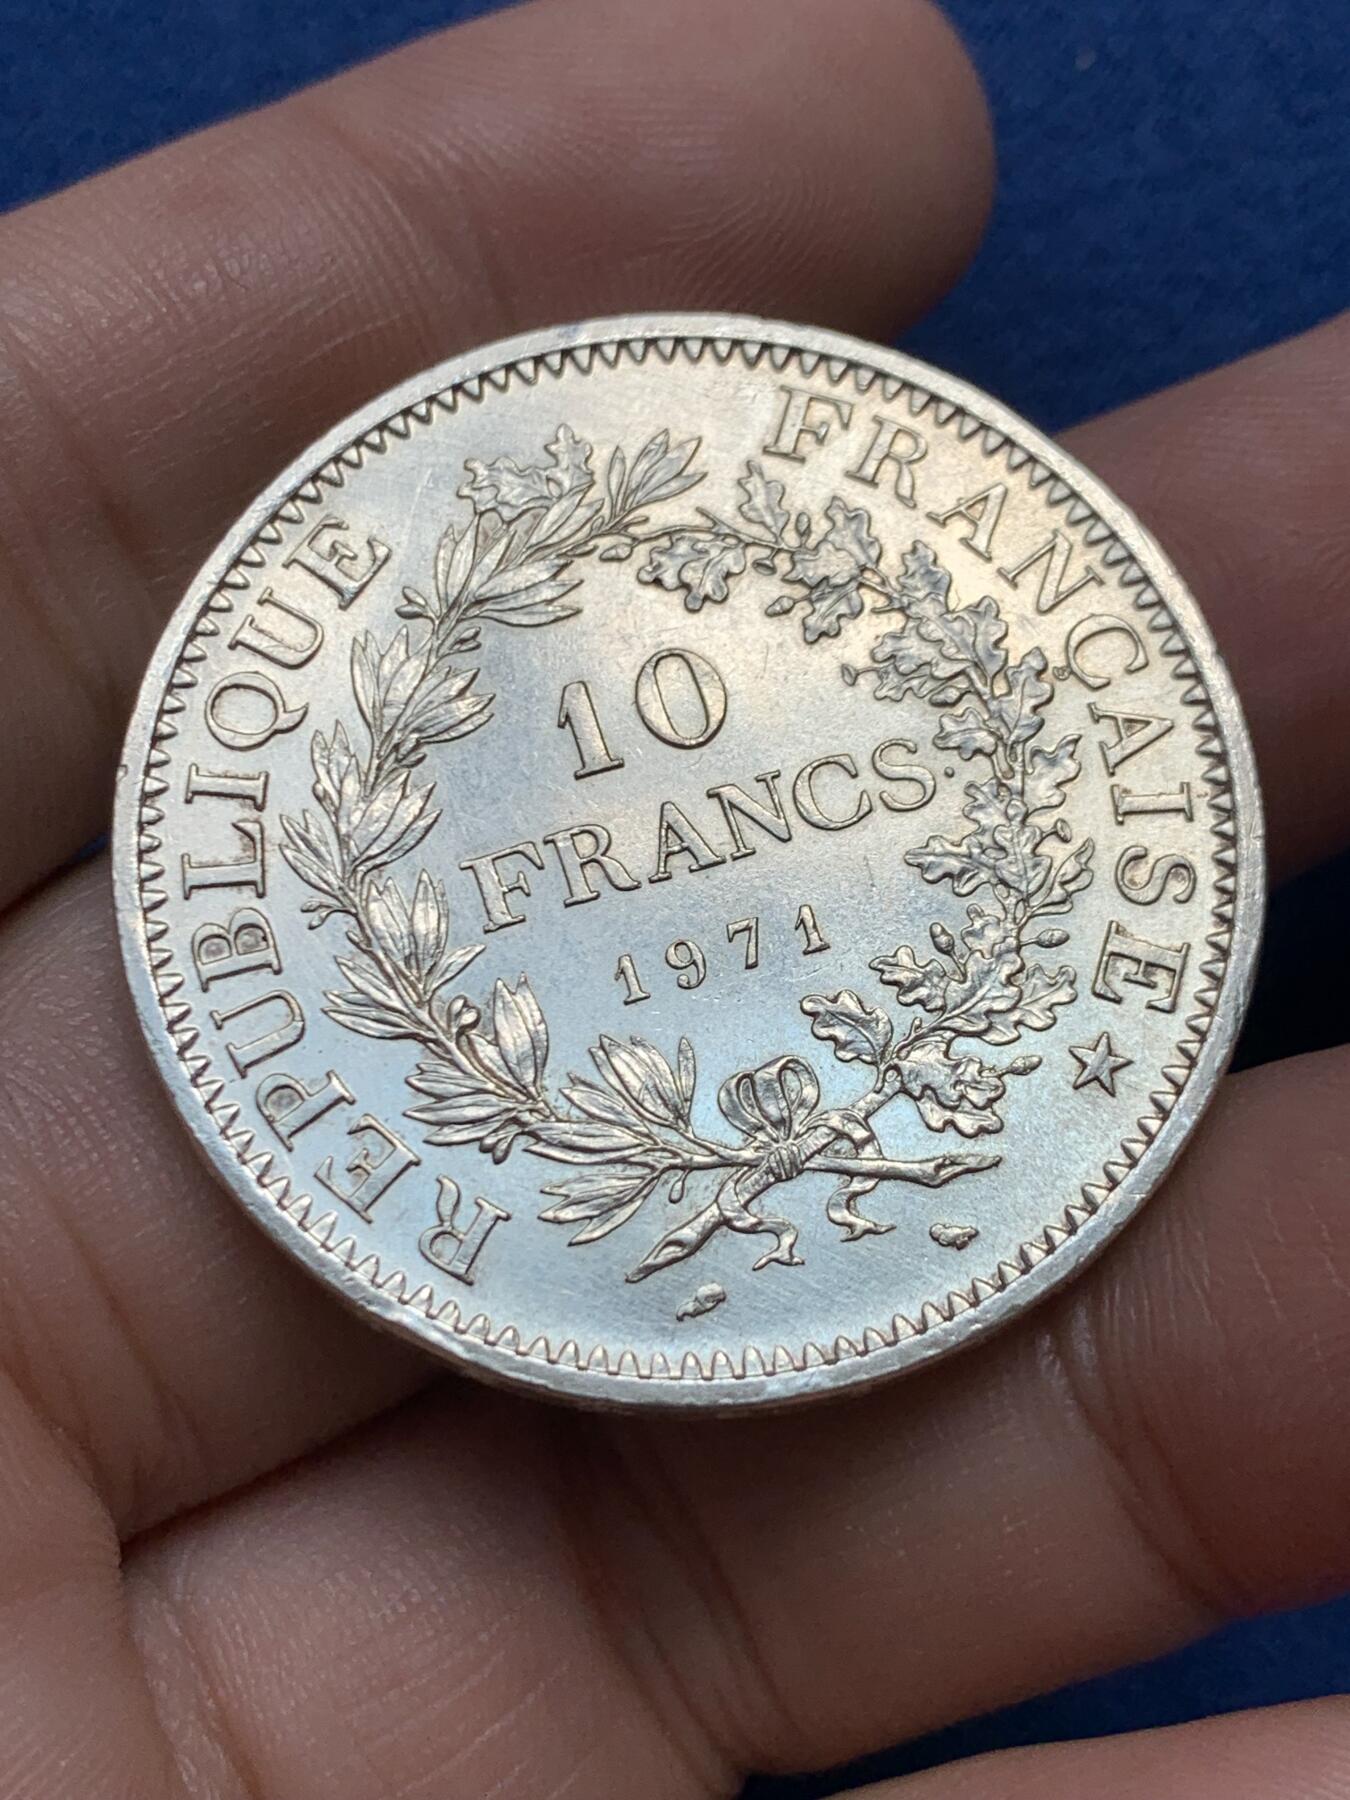 REPUBLIQUE FRANÇAISE
10
FRANCS.
1971